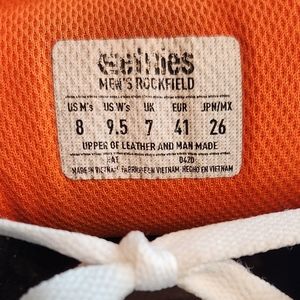 etnies
MEN'S ROCKFIELD
US M's US W's UK EUR JPN/MX
8 9.5 7 41 26
UPPER OF LEATHER AND MAN MADE
0420
MADE IN VIETNAM FABRIQUÉ EN VIETNAM HECHO EN VIETNAM